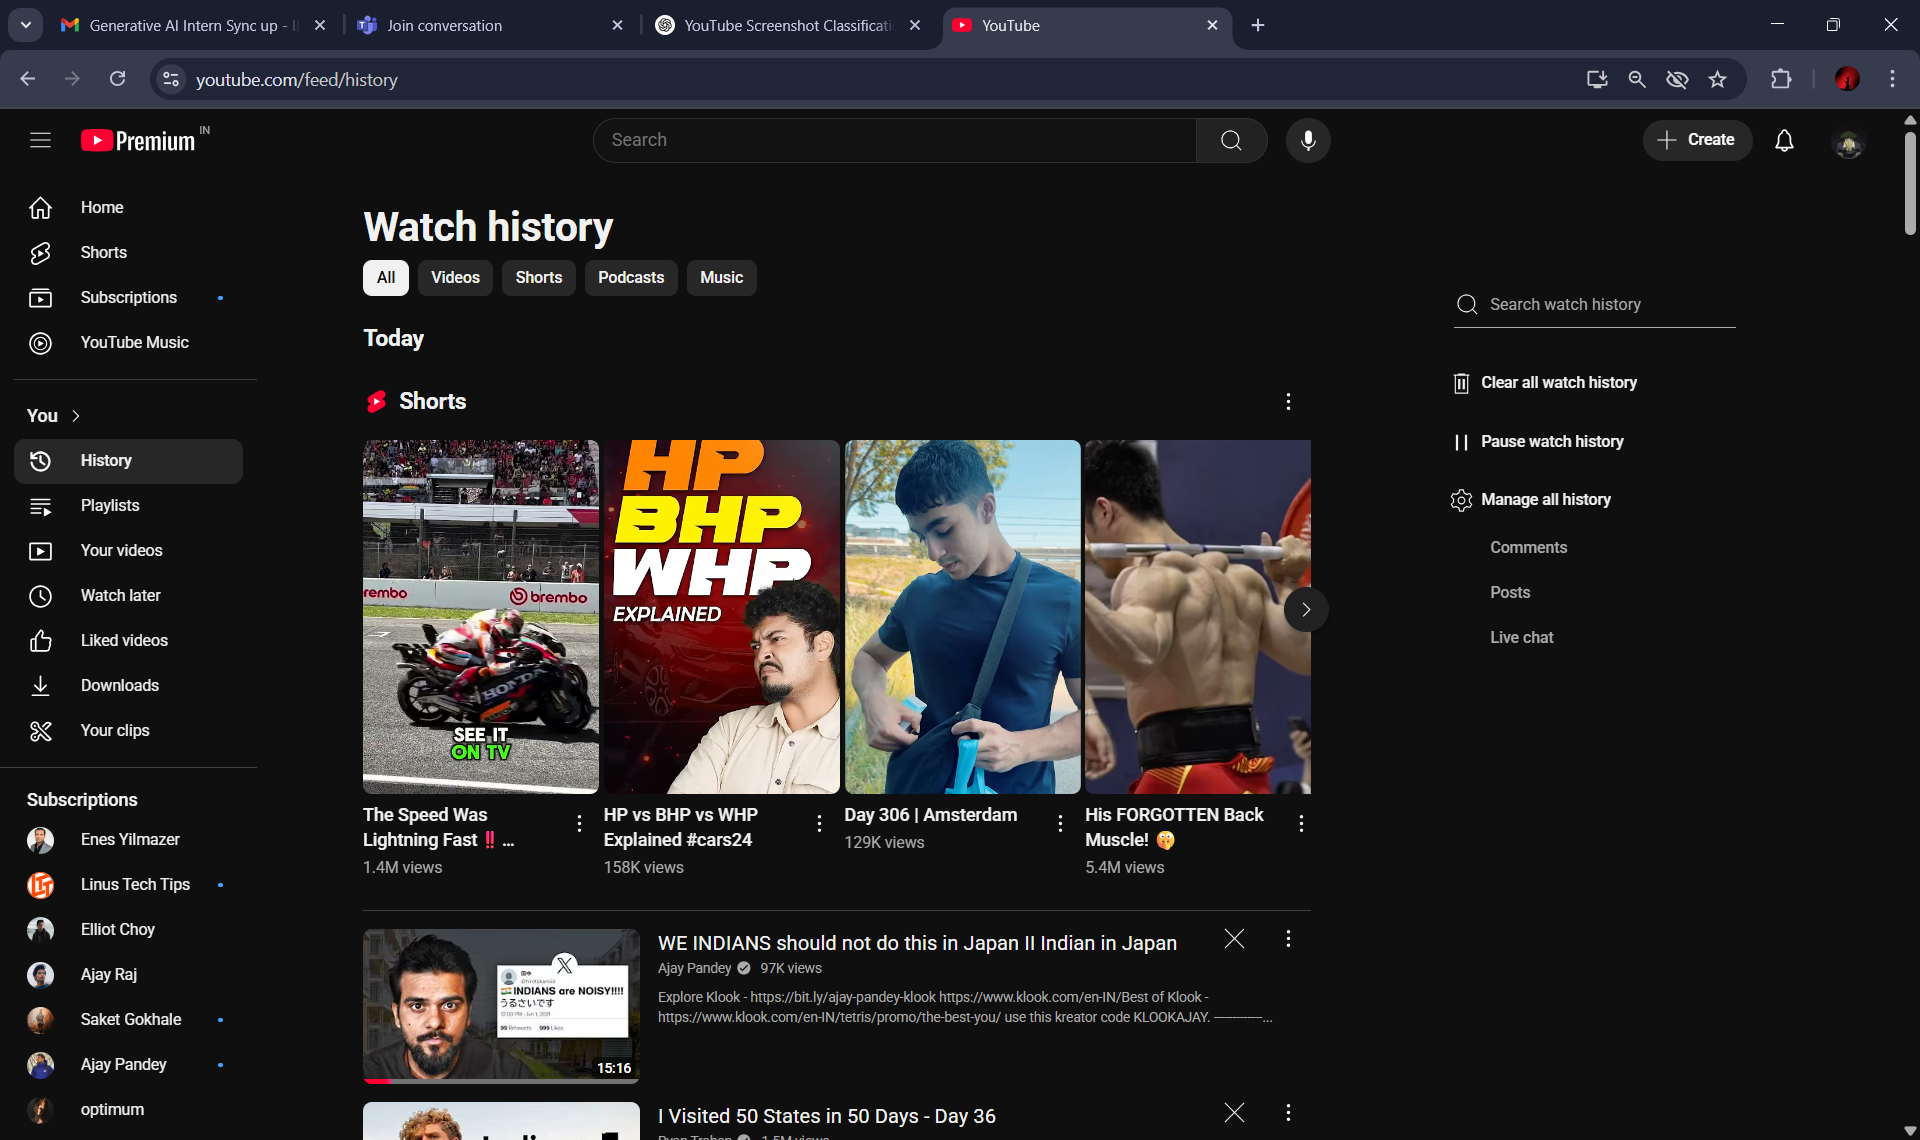 Generative AI Intern Sync up - I
Join conversation
YouTube Screenshot Classificati
YouTube
youtube.com/feed/history
Premium IN
Search
Create
Home
Shorts
Subscriptions
YouTube Music
You
History
Playlists
Your videos
Watch later
Liked videos
Downloads
Your clips
Subscriptions
Enes Yilmazer
Linus Tech Tips
Elliot Choy
Ajay Raj
Saket Gokhale
Ajay Pandey
optimum
Watch history
All
Videos
Shorts
Podcasts
Music
Today
Shorts
rembo
brembo
HONDA
SEE IT
ON TV
HP
BHP
WHP
EXPLAINED
The Speed Was
Lightning Fast ‼️ ...
1.4M views
HP vs BHP vs WHP
Explained #cars24
158K views
Day 306 | Amsterdam
129K views
His FORGOTTEN Back
Muscle! 🤫
5.4M views
INDIANS are NOISY!!!!
うるさいです
15:16
WE INDIANS should not do this in Japan II Indian in Japan
Ajay Pandey 97K views
Explore Klook - https://bit.ly/ajay-pandey-klook https://www.klook.com/en-IN/Best of Klook -
https://www.klook.com/en-IN/tetris/promo/the-best-you/ use this kreator code KLOOKAJAY. ---------------...
I Visited 50 States in 50 Days - Day 36
Search watch history
Clear all watch history
Pause watch history
Manage all history
Comments
Posts
Live chat